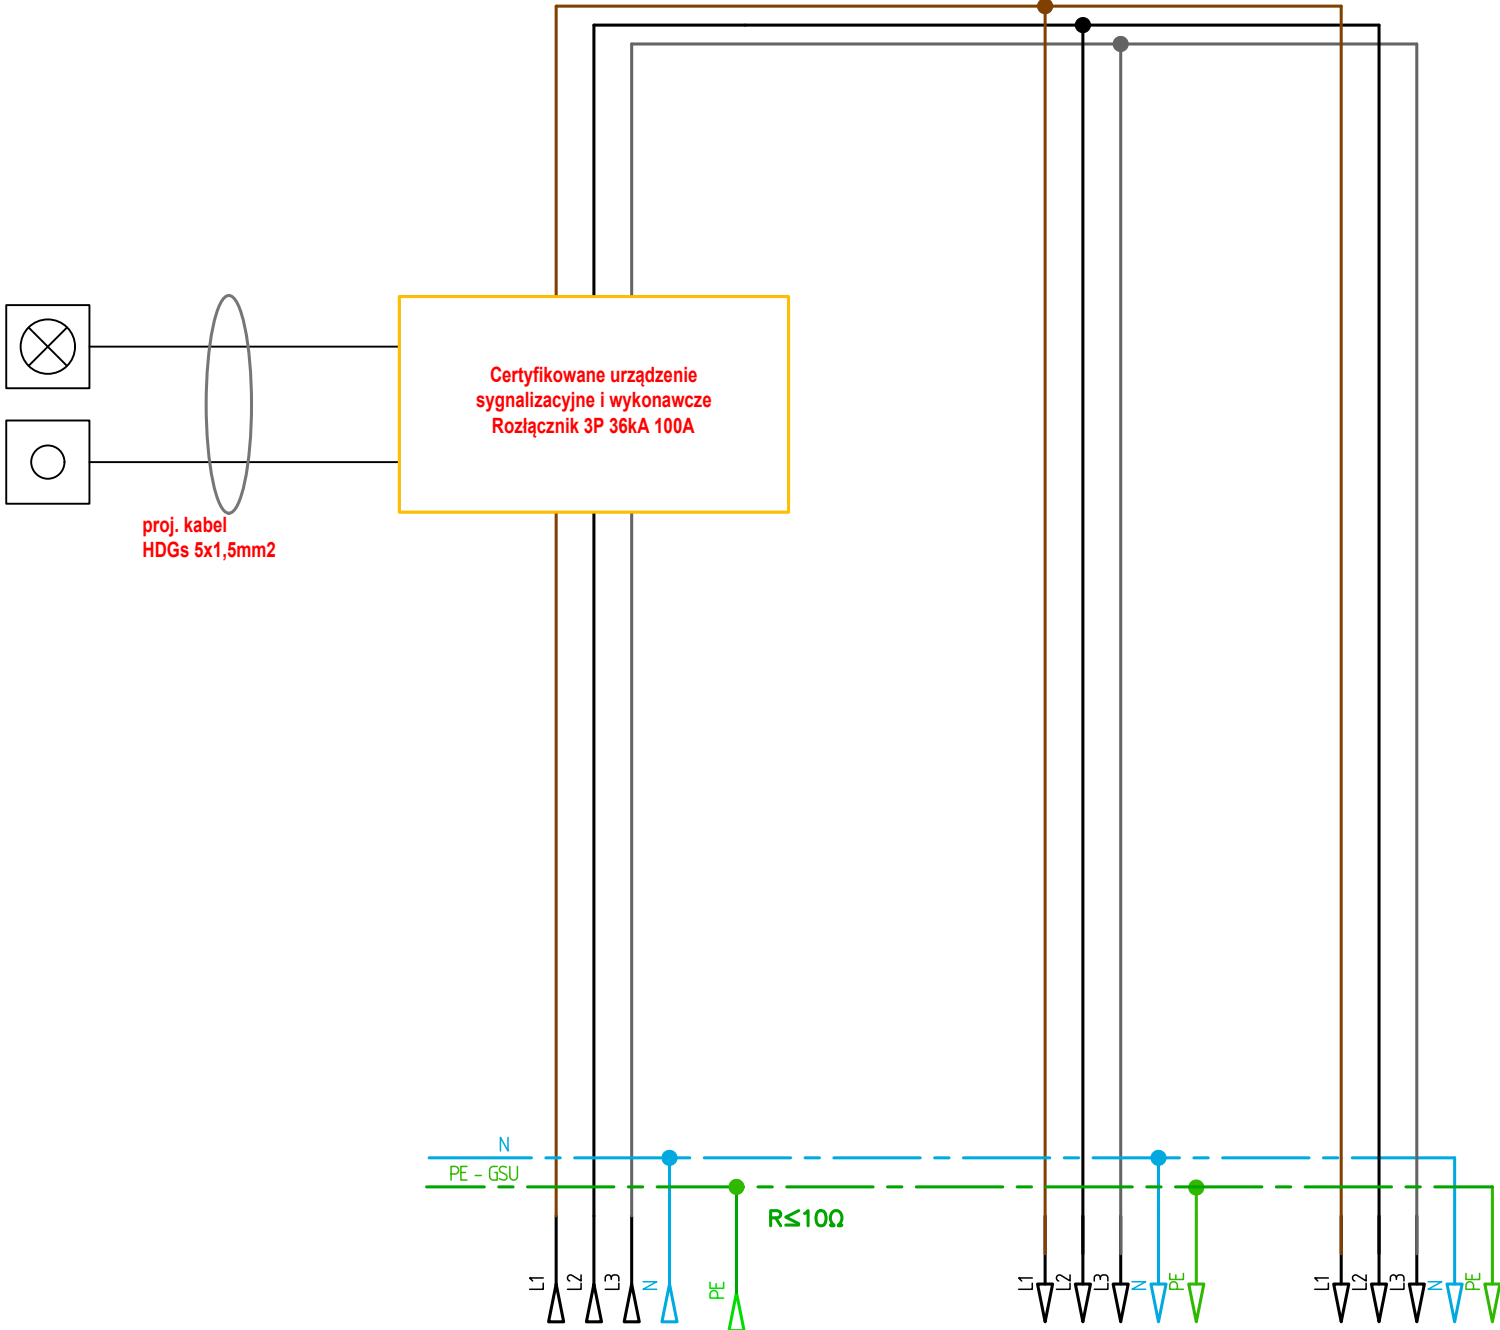 Certyfikowane urządzenie
sygnalizacyjne i wykonawcze
Rozłącznik 3P 36kA 100A
proj. kabel
HDGs 5x1,5mm2
N
PE - GSU
R≤10Ω
L1
L2
L3
N
PE
L1
L2
L3
N
PE
L1
L2
L3
N
PE